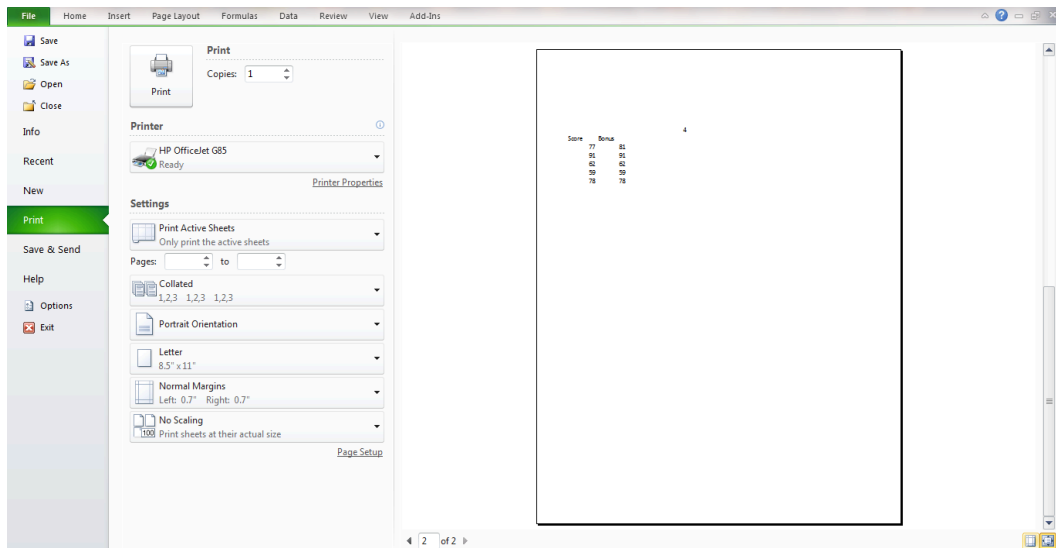 File Home Insert Page Layout Formulas Data Review View Add-Ins
Save
Save As
Open
Close
Info
Recent
New
Print
Save & Send
Help
Options
Exit
Print
Print
Copies: 1
Printer
HP OfficeJet G85
Ready
Printer Properties
Settings
Print Active Sheets
Only print the active sheets
Pages: to
Collated
1,2,3 1,2,3 1,2,3
Portrait Orientation
Letter
8.5" x 11"
Normal Margins
Left: 0.7" Right: 0.7"
No Scaling
100 Print sheets at their actual size
Page Setup
4
Score Bonus
77 81
91 91
62 62
59 59
78 78
2 of 2